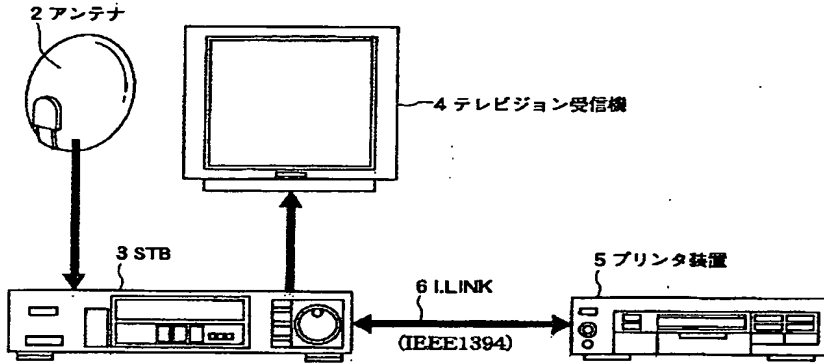 2 アンテナ
4 テレビジョン受信機
3 STB
6 I.LINK
(IEEE1394)
5 プリンタ装置